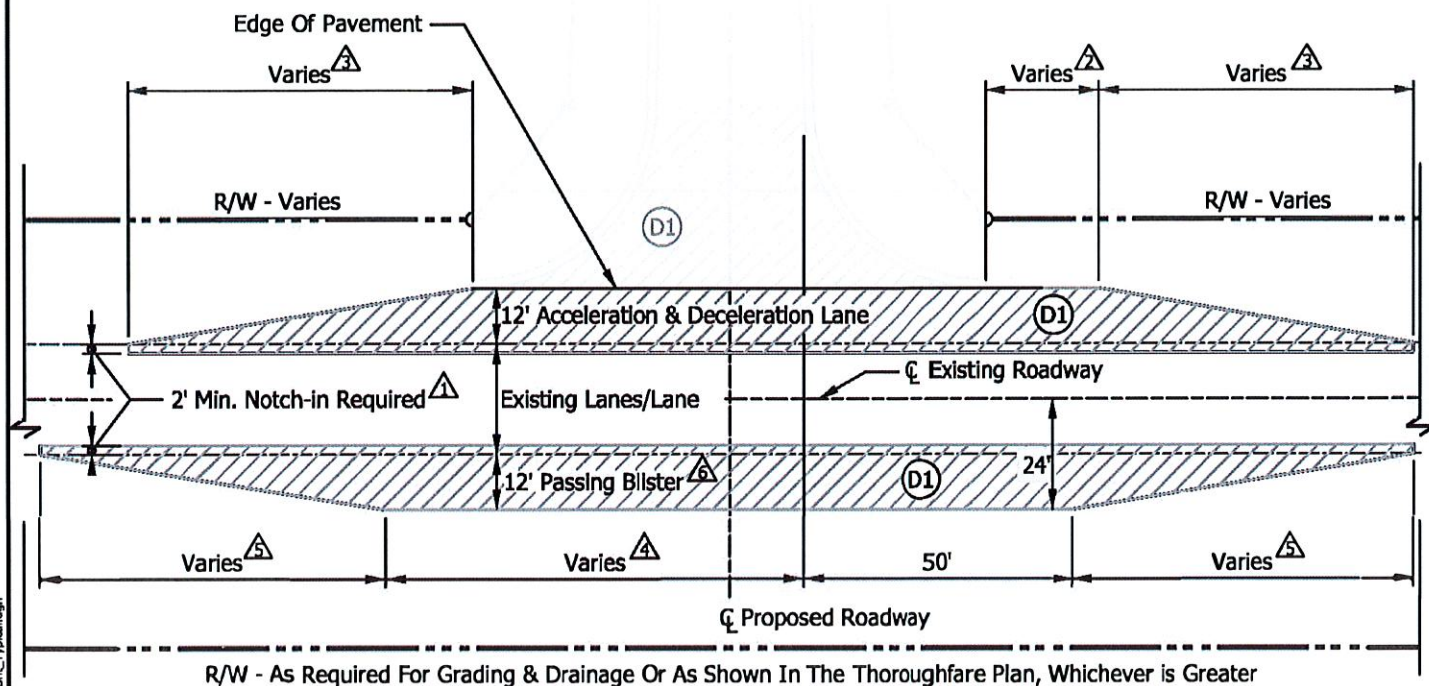 Edge Of Pavement
Varies 3
Varies 2
Varies 3
R/W - Varies
R/W - Varies
D1
12' Acceleration & Deceleration Lane
D1
℄ Existing Roadway
2' Min. Notch-in Required 1
Existing Lanes/Lane
24'
12' Passing Blister 6
D1
Varies 5
Varies 4
50'
Varies 5
℄ Proposed Roadway
R/W - As Required For Grading & Drainage Or As Shown In The Thoroughfare Plan, Whichever is Greater